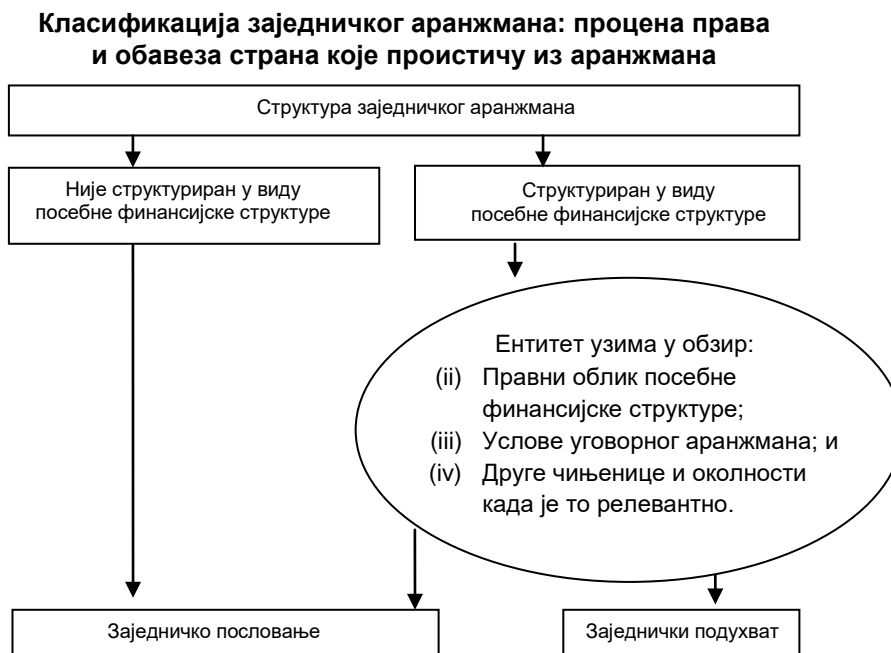 Класификација заједничког аранжмана: процена права
и обавеза страна које проистичу из аранжмана
Структура заједничког аранжмана
Није структуриран у виду
посебне финансијске структуре
Структуриран у виду
посебне финансијске структуре
Ентитет узима у обзир:
(ii) Правни облик посебне
финансијске структуре;
(iii) Услове уговорног аранжмана; и
(iv) Друге чињенице и околности
када је то релевантно.
Заједничко пословање
Заједнички подухват